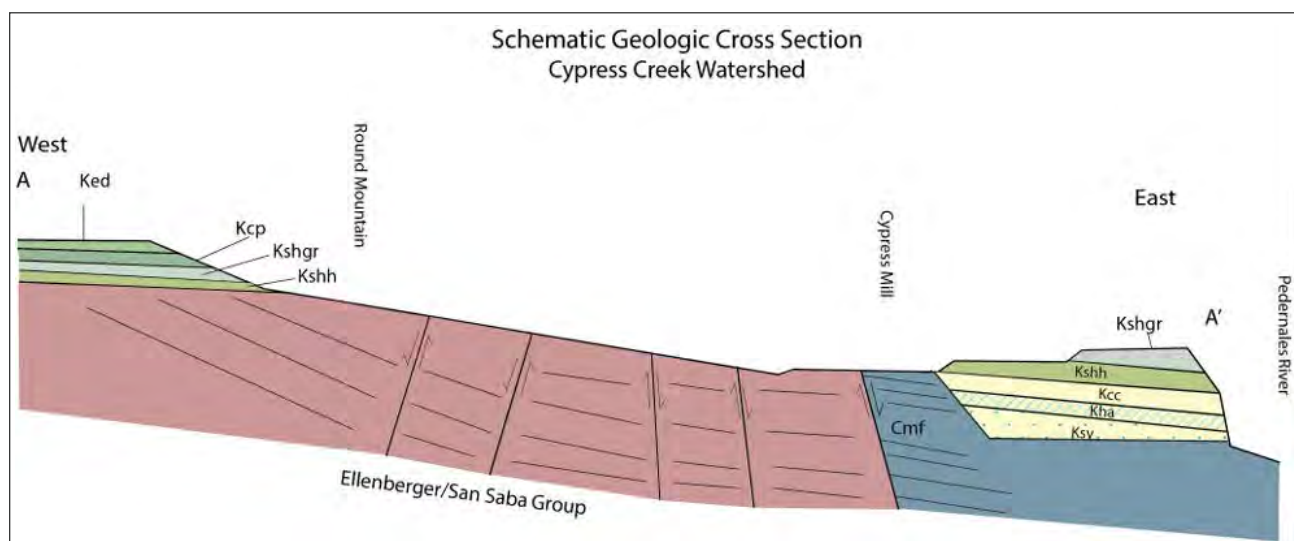 Schematic Geologic Cross Section
Cypress Creek Watershed
West
A
Ked
Kcp
Kshgr
Kshh
Round Mountain
Cypress Mill
East
A'
Pedernales River
Kshgr
Kshh
Kcc
Kha
Ksy
Cmf
Ellenberger/San Saba Group